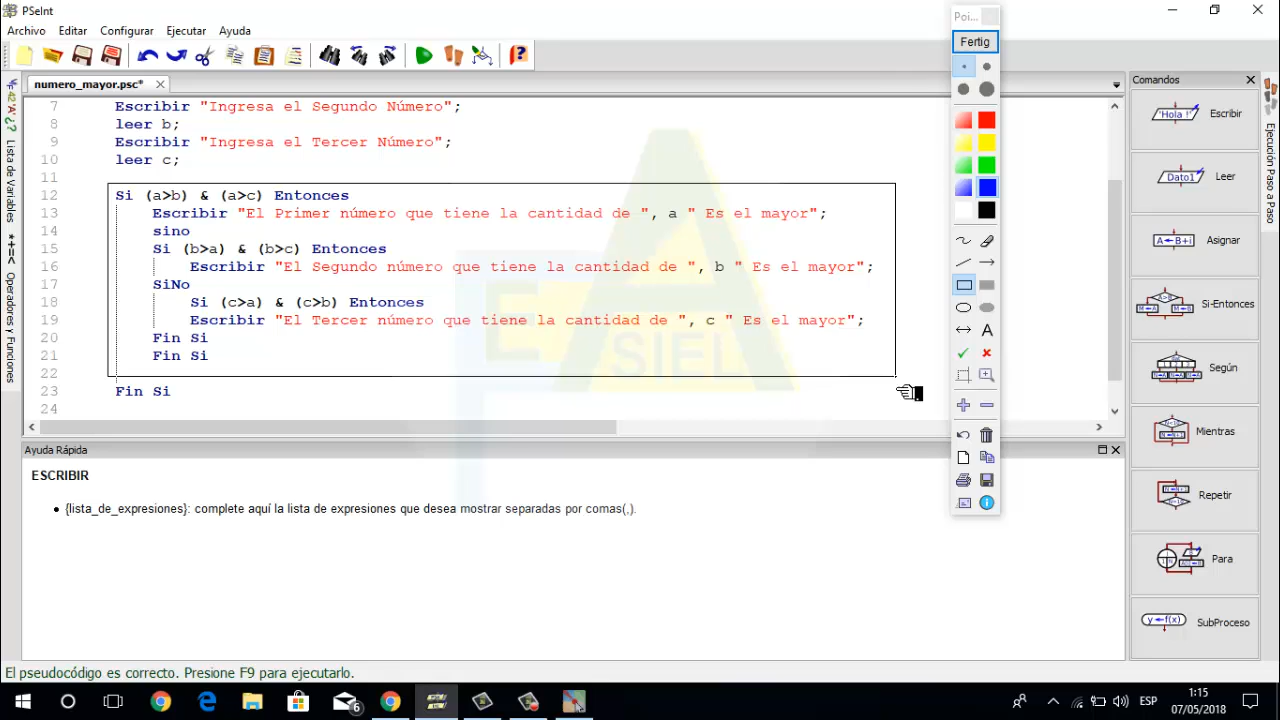 PSeInt
Archivo Editar Configurar Ejecutar Ayuda
Poi...
Fertig
numero_mayor.psc*
Comandos
7 Escribir "Ingresa el Segundo Número";
8 leer b;
9 Escribir "Ingresa el Tercer Número";
10 leer c;
11
12 Si (a>b) & (a>c) Entonces
13 Escribir "El Primer número que tiene la cantidad de ", a " Es el mayor";
14 sino
15 Si (b>a) & (b>c) Entonces
16 Escribir "El Segundo número que tiene la cantidad de ", b " Es el mayor";
17 SiNo
18 Si (c>a) & (c>b) Entonces
19 Escribir "El Tercer número que tiene la cantidad de ", c " Es el mayor";
20 Fin Si
21 Fin Si
22
23 Fin Si
24
Lista de Variables
Operadores y Funciones
Ejecución Paso a Paso
E A
SIEL
A
'Hola !' Escribir
Dato1 Leer
A←B+i Asignar
Si-Entonces
Según
Mientras
Repetir
Para
y←f(x) SubProceso
Ayuda Rápida
ESCRIBIR
• {lista_de_expresiones}: complete aquí la lista de expresiones que desea mostrar separadas por comas(,).
El pseudocódigo es correcto. Presione F9 para ejecutarlo.
6
ESP
1:15
07/05/2018